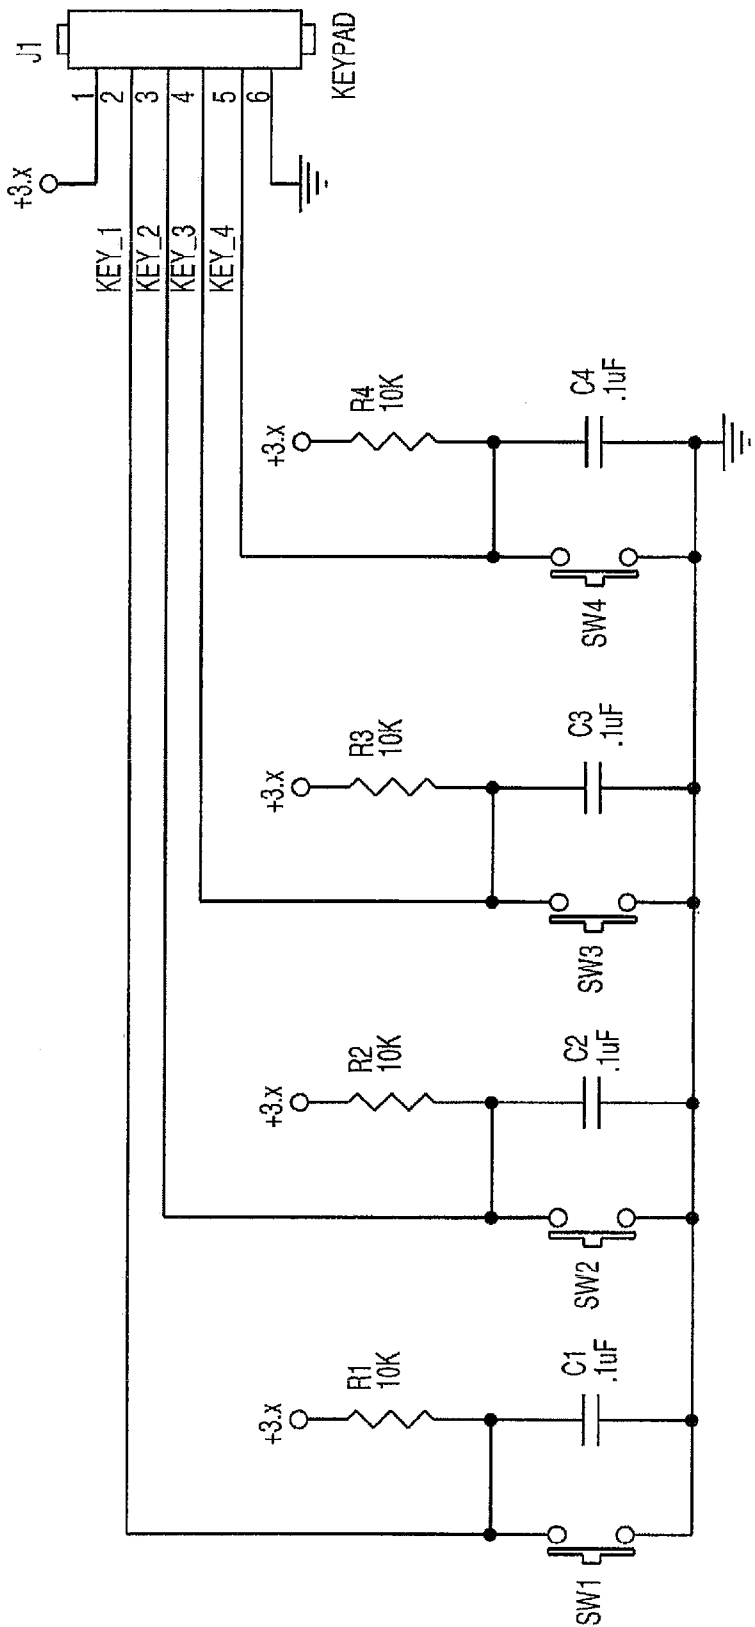 J1
KEYPAD
1
2
3
4
5
6
+3.x
KEY_1
KEY_2
KEY_3
KEY_4
+3.x
R1
10K
C1
.1uF
SW1
+3.x
R2
10K
C2
.1uF
SW2
+3.x
R3
10K
C3
.1uF
SW3
+3.x
R4
10K
C4
.1uF
SW4